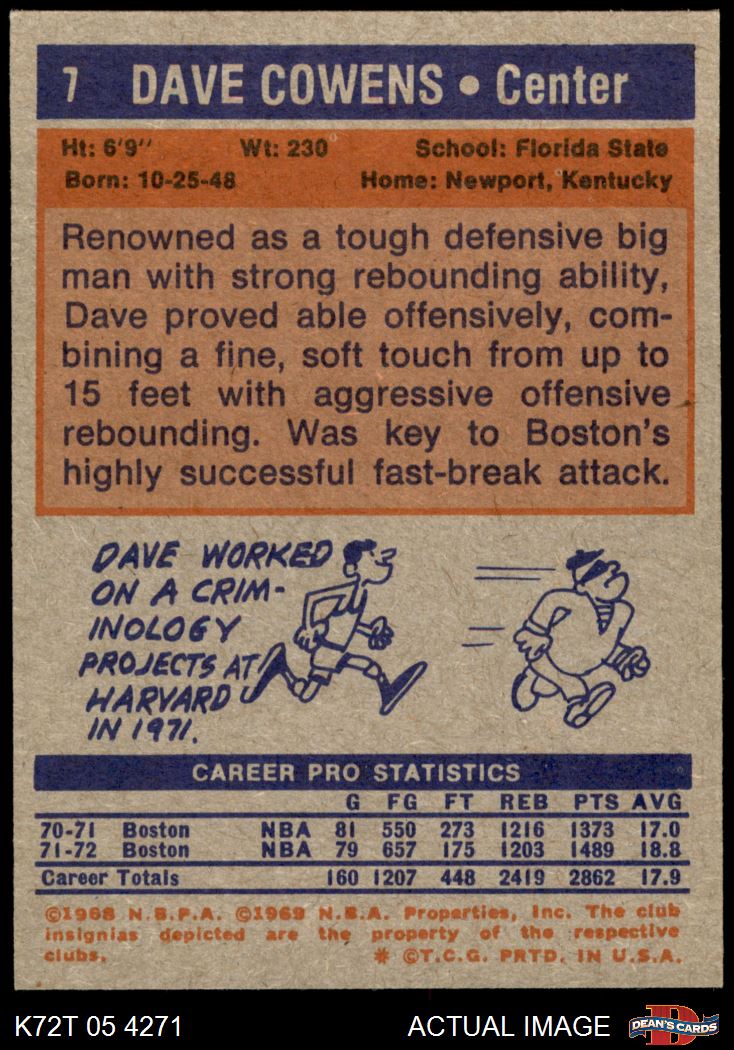 7 DAVE COWENS • Center
Ht: 6'9'' Wt: 230 School: Florida State
Born: 10-25-48 Home: Newport, Kentucky
Renowned as a tough defensive big
man with strong rebounding ability,
Dave proved able offensively, com-
bining a fine, soft touch from up to
15 feet with aggressive offensive
rebounding. Was key to Boston's
highly successful fast-break attack.
DAVE WORKED
ON A CRIM-
INOLOGY
PROJECTS AT
HARVARD U
IN 1971.
CAREER PRO STATISTICS
G FG FT REB PTS AVG
70-71 Boston NBA 81 550 273 1216 1373 17.0
71-72 Boston NBA 79 657 175 1203 1489 18.8
Career Totals 160 1207 448 2419 2862 17.9
©1968 N.B.P.A. ©1969 N.B.A. Properties, Inc. The club
insignias depicted are the property of the respective
clubs. * ©T.C.G. PRTD. IN U.S.A.
K72T 05 4271 ACTUAL IMAGE DEAN'S CARDS